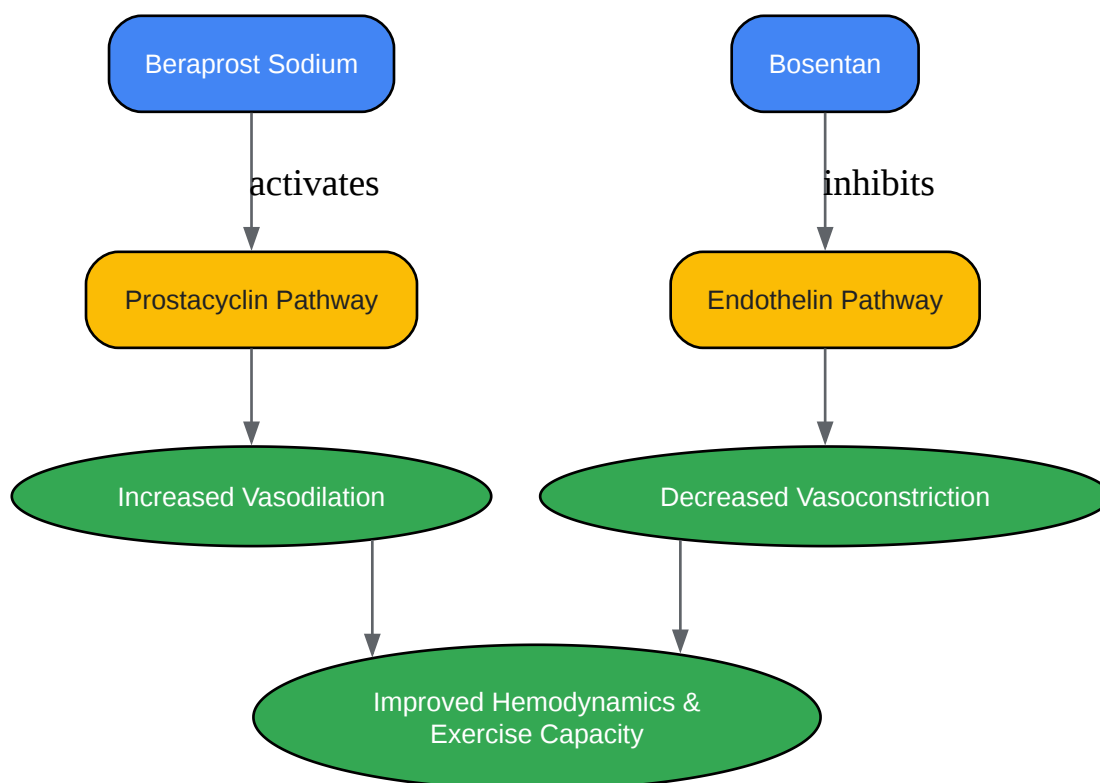 Beraprost Sodium
Bosentan
activates
inhibits
Prostacyclin Pathway
Endothelin Pathway
Increased Vasodilation
Decreased Vasoconstriction
Improved Hemodynamics &
Exercise Capacity